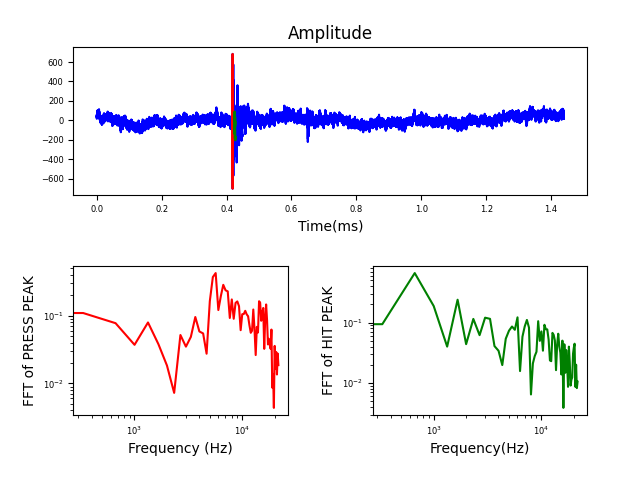 Amplitude
600
400
200
0
−200
−400
−600
0.0 0.2 0.4 0.6 0.8 1.0 1.2 1.4
Time(ms)
FFT of PRESS PEAK
10⁻¹
10⁻²
10³ 10⁴
Frequency (Hz)
FFT of HIT PEAK
10⁻¹
10⁻²
10³ 10⁴
Frequency(Hz)